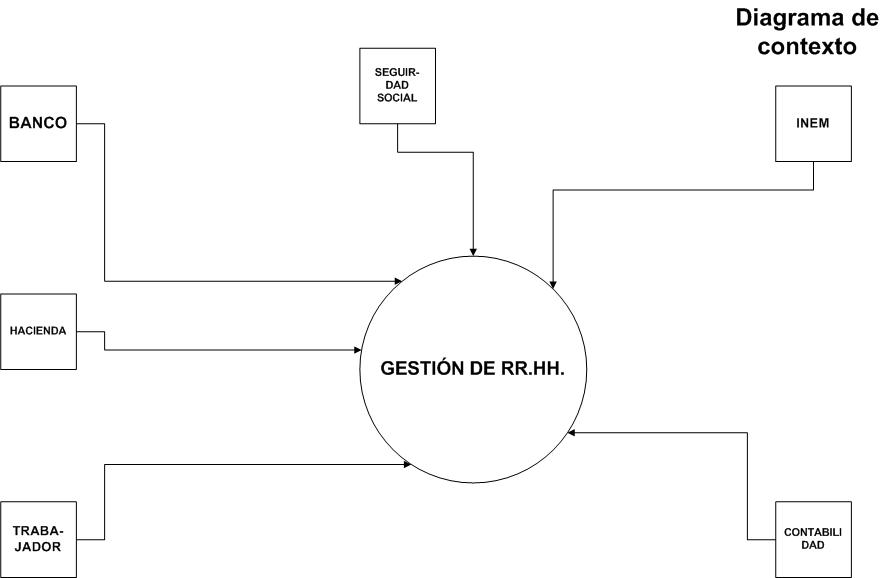 Diagrama de
contexto
SEGUIR-
DAD
SOCIAL
BANCO
INEM
HACIENDA
GESTIÓN DE RR.HH.
TRABA-
JADOR
CONTABILI
DAD